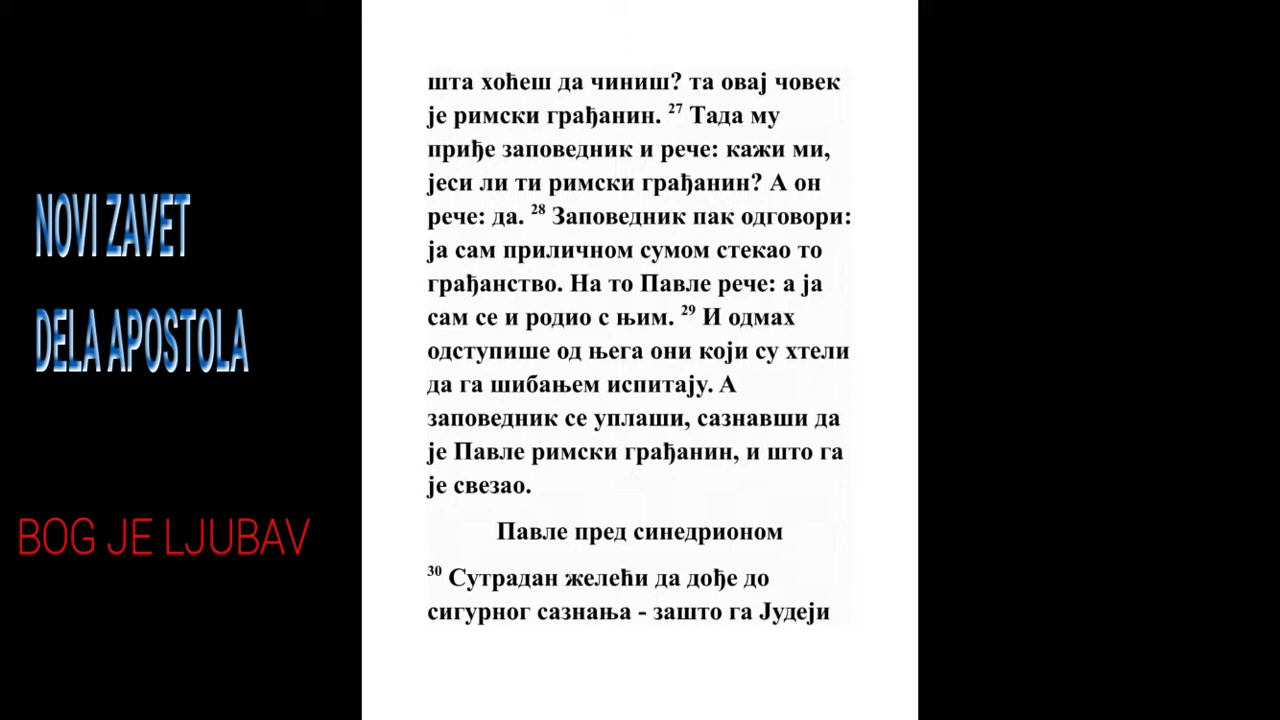 NOVI ZAVET
DELA APOSTOLA
BOG JE LJUBAV
шта хоћеш да чиниш? та овај човек
је римски грађанин. ²⁷ Тада му
приђе заповедник и рече: кажи ми,
јеси ли ти римски грађанин? А он
рече: да. ²⁸ Заповедник пак одговори:
ја сам приличном сумом стекао то
грађанство. На то Павле рече: а ја
сам се и родио с њим. ²⁹ И одмах
одступише од њега они који су хтели
да га шибањем испитају. А
заповедник се уплаши, сазнавши да
је Павле римски грађанин, и што га
је свезао.
Павле пред синедрионом
³⁰ Сутрадан желећи да дође до
сигурног сазнања - зашто га Јудеји